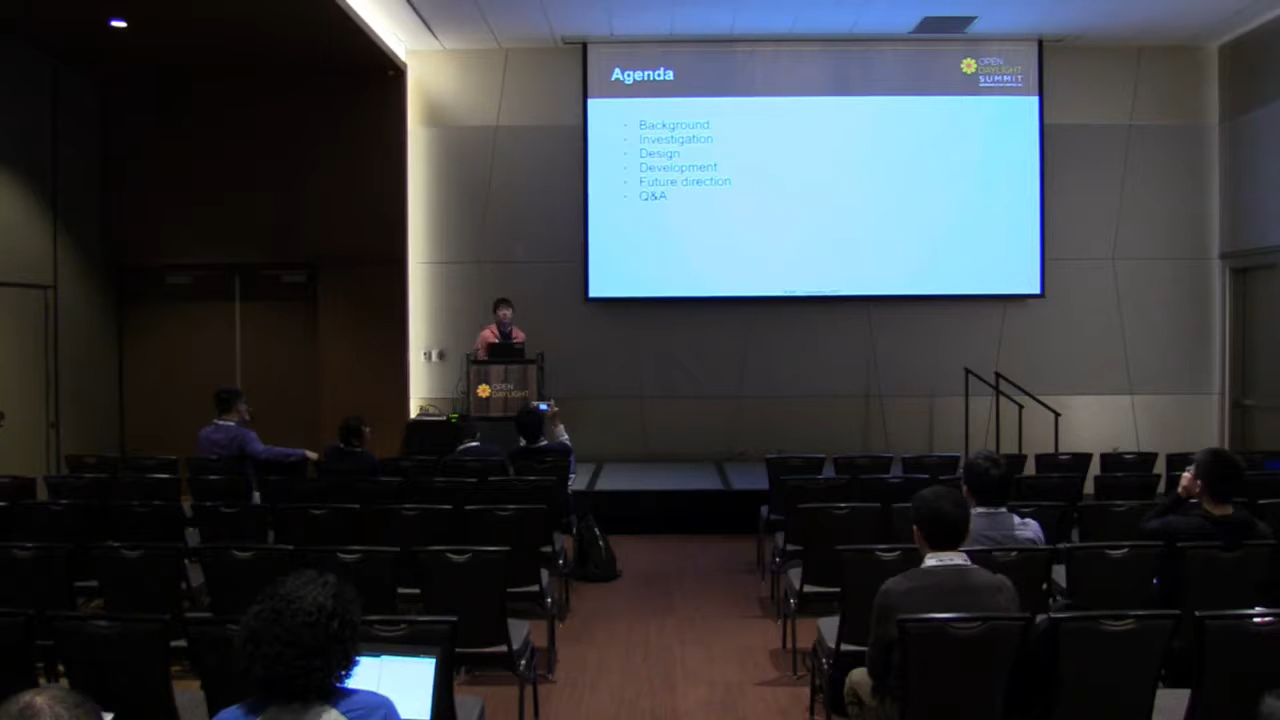 Agenda
OPEN
DAYLIGHT
SUMMIT
Background
Investigation
Design
Development
Future direction
Q&A
OPEN
DAYLIGHT